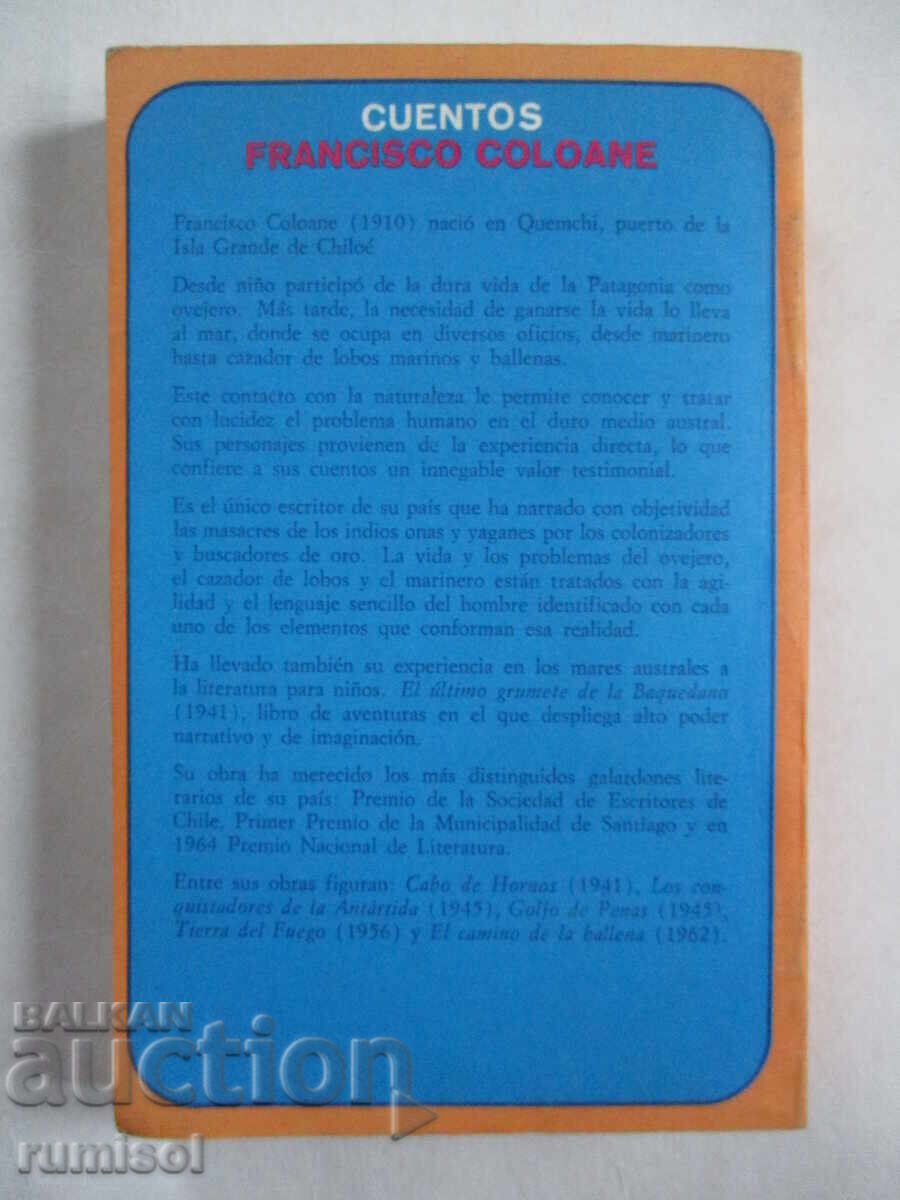 CUENTOS
FRANCISCO COLOANE
Francisco Coloane (1910) nació en Quemchi, puerto de la
Isla Grande de Chiloé
Desde niño participó de la dura vida de la Patagonia como
ovejero. Más tarde, la necesidad de ganarse la vida lo lleva
al mar, donde se ocupa en diversos oficios, desde marinero
hasta cazador de lobos marinos y ballenas.
Este contacto con la naturaleza le permite conocer y tratar
con lucidez el problema humano en el duro medio austral.
Sus personajes provienen de la experiencia directa, lo que
confiere a sus cuentos un innegable valor testimonial.
Es el único escritor de su país que ha narrado con objetividad
las masacres de los indios onas y yaganes por los colonizadores
y buscadores de oro. La vida y los problemas del ovejero,
el cazador de lobos y el marinero están tratados con la agi-
lidad y el lenguaje sencillo del hombre identificado con cada
uno de los elementos que conforman esa realidad.
Ha llevado también su experiencia en los mares australes a
la literatura para niños. El último grumete de la Baquedano
(1941), libro de aventuras en el que despliega alto poder
narrativo y de imaginación.
Su obra ha merecido los más distinguidos galardones lite-
rarios de su país: Premio de la Sociedad de Escritores de
Chile, Primer Premio de la Municipalidad de Santiago y en
1964 Premio Nacional de Literatura.
Entre sus obras figuran: Cabo de Hornos (1941), Los con-
quistadores de la Antártida (1945), Golfo de Penas (1945),
Tierra del Fuego (1956) y El camino de la ballena (1962).
BALKAN
auction
rumisol